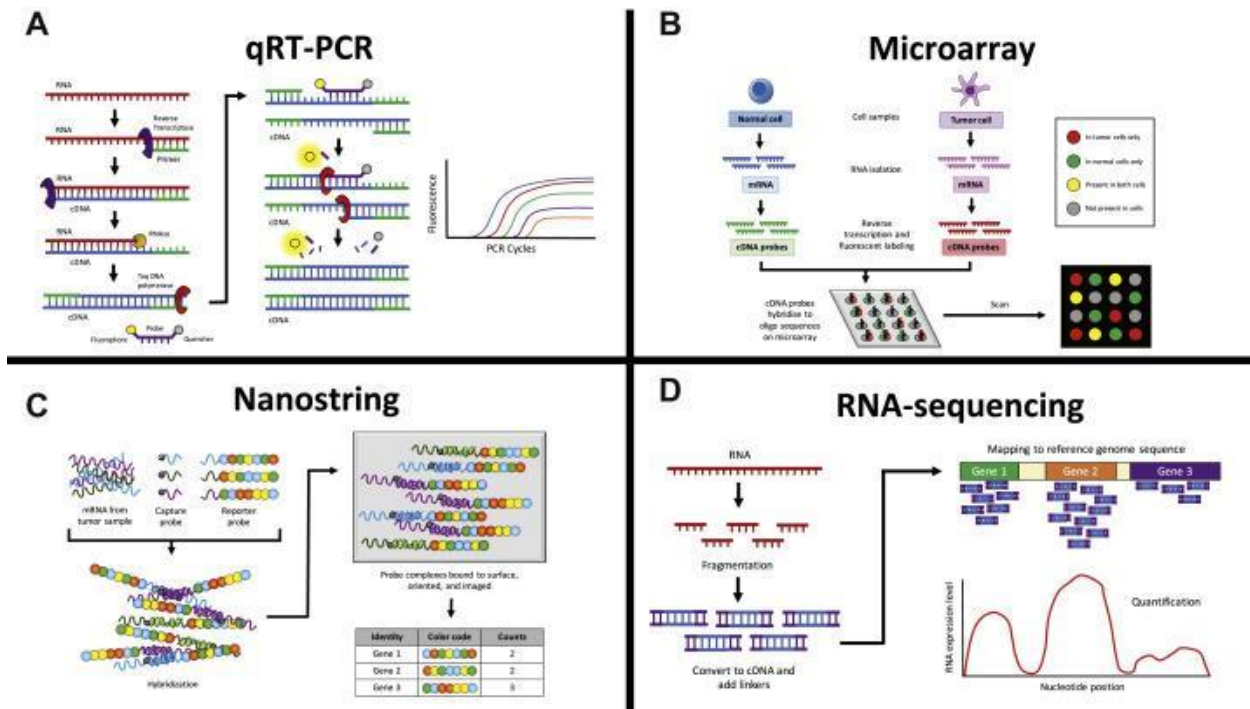 A
qRT-PCR
RNA
RNA
Reverse
Transcriptase
Primer
RNA
cDNA
RNA
RNase
cDNA
Taq DNA
polymerase
cDNA
Probe
Fluorophore
Quencher
cDNA
cDNA
cDNA
Fluorescence
PCR Cycles
B
Microarray
Normal cell
Cell samples
Tumor cell
RNA isolation
mRNA
mRNA
Reverse
transcription and
fluorescent labeling
cDNA probes
cDNA probes
In tumor cells only
In normal cells only
Present in both cells
Not present in cells
cDNA probes
hybridise to
oligo sequences
on microarray
Scan
C
Nanostring
mRNA from
tumor sample
Capture
probe
Reporter
probe
Hybridization
Probe complexes bound to surface,
oriented, and imaged
Identity Color code Counts
Gene 1 2
Gene 2 2
Gene 3 3
D
RNA-sequencing
RNA
Fragmentation
Convert to cDNA and
add linkers
Mapping to reference genome sequence
Gene 1 Gene 2 Gene 3
RNA expression level
Quantification
Nucleotide position